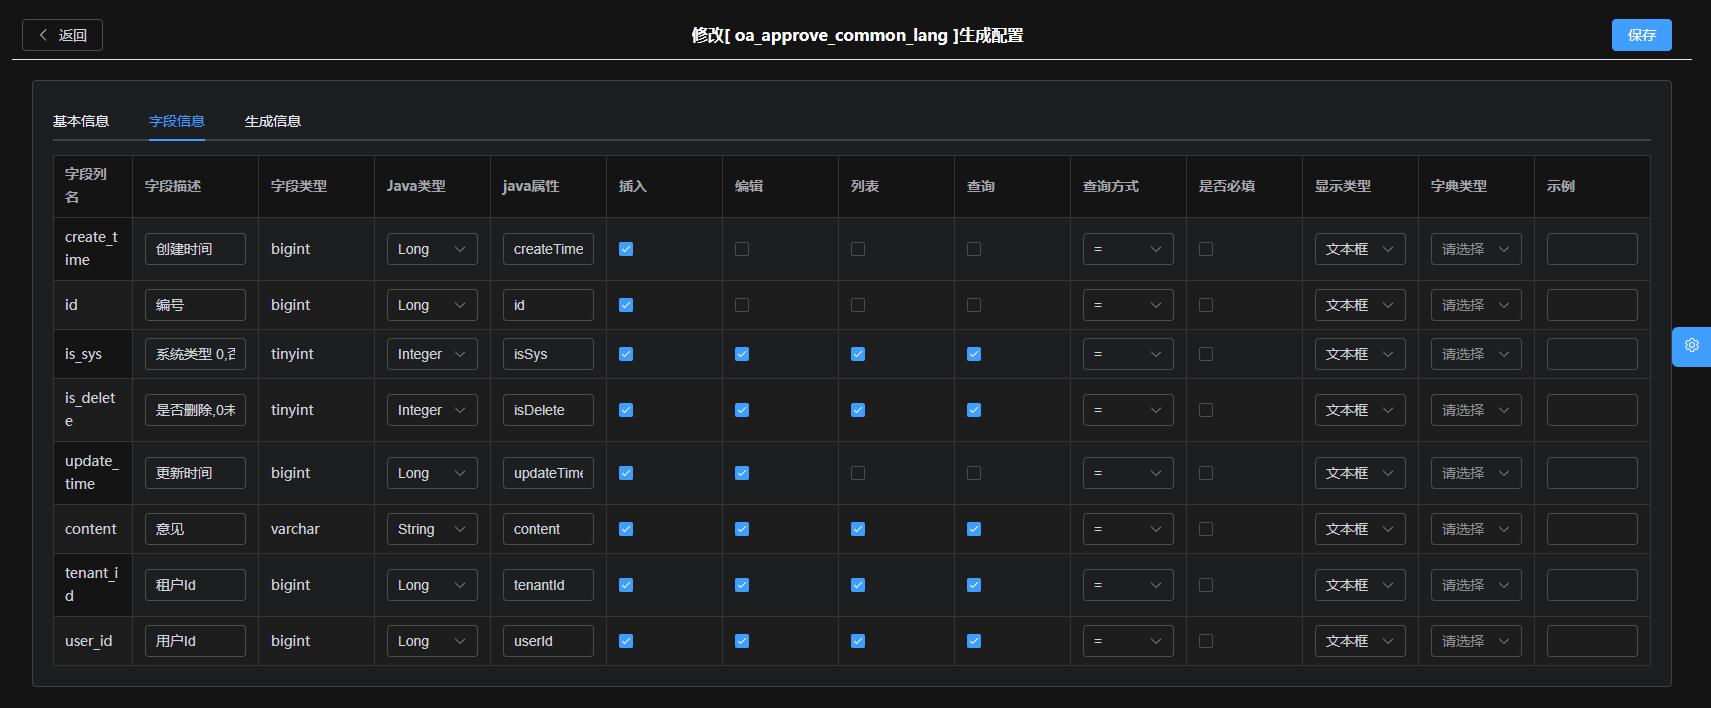 返回
修改[ oa_approve_common_lang ]生成配置
保存
基本信息 字段信息 生成信息
字段列名 字段描述 字段类型 Java类型 java属性 插入 编辑 列表 查询 查询方式 是否必填 显示类型 字典类型 示例
create_time 创建时间 bigint Long createTime = 文本框 请选择
id 编号 bigint Long id = 文本框 请选择
is_sys 系统类型 0,否 tinyint Integer isSys = 文本框 请选择
is_delete 是否删除,0未 tinyint Integer isDelete = 文本框 请选择
update_time 更新时间 bigint Long updateTime = 文本框 请选择
content 意见 varchar String content = 文本框 请选择
tenant_id 租户Id bigint Long tenantId = 文本框 请选择
user_id 用户Id bigint Long userId = 文本框 请选择